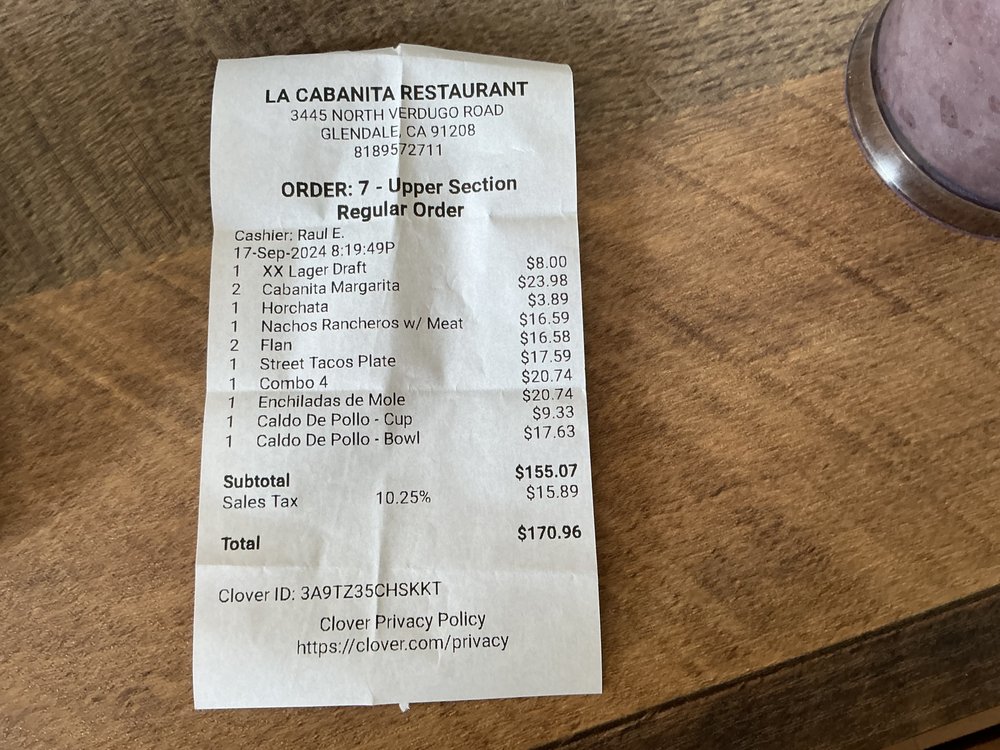 LA CABANITA RESTAURANT
3445 NORTH VERDUGO ROAD
GLENDALE, CA 91208
8189572711
ORDER: 7 - Upper Section
Regular Order
Cashier: Raul E.
17-Sep-2024 8:19:49P
1 XX Lager Draft $8.00
2 Cabanita Margarita $23.98
1 Horchata $3.89
1 Nachos Rancheros w/ Meat $16.59
2 Flan $16.58
1 Street Tacos Plate $17.59
1 Combo 4 $20.74
1 Enchiladas de Mole $20.74
1 Caldo De Pollo - Cup $9.33
1 Caldo De Pollo - Bowl $17.63
Subtotal $155.07
Sales Tax 10.25% $15.89
Total $170.96
Clover ID: 3A9TZ35CHSKKT
Clover Privacy Policy
https://clover.com/privacy